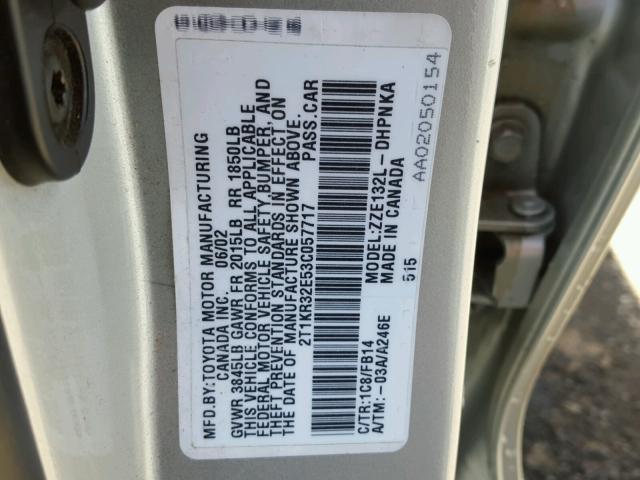 MFD.BY:TOYOTA MOTOR MANUFACTURING
CANADA INC. 06/02
GVWR 3845LB GAWR FR 2015LB RR 1850LB
THIS VEHICLE CONFORMS TO ALL APPLICABLE
FEDERAL MOTOR VEHICLE SAFETY BUMPER, AND
THEFT PREVENTION STANDARDS IN EFFECT ON
THE DATE OF MANUFACTURE SHOWN ABOVE.
2T1KR32E53C057717 PASS.CAR
C/TR:1C8/FB14 MODEL:ZZE132L-DHPNKA
A/TM:-03A/A246E MADE IN CANADA
515
AA02050154